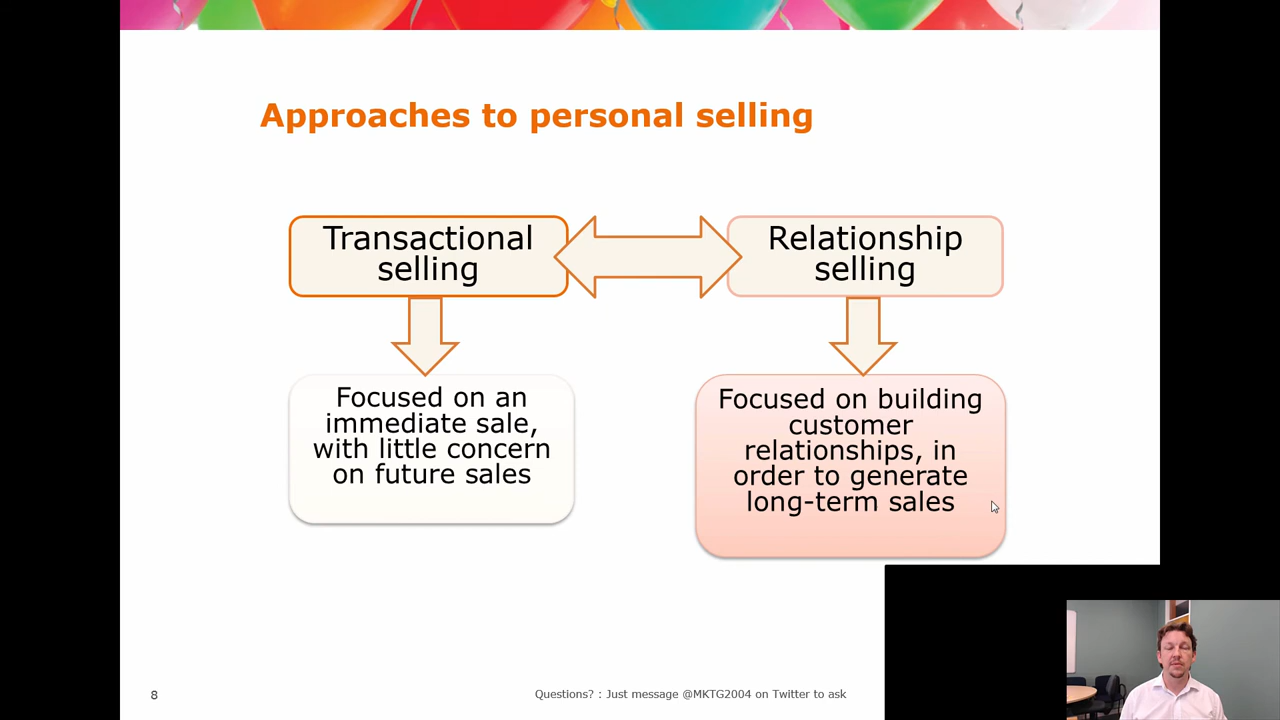 Approaches to personal selling
Transactional
selling
Relationship
selling
Focused on an
immediate sale,
with little concern
on future sales
Focused on building
customer
relationships, in
order to generate
long-term sales
8
Questions? : Just message @MKTG2004 on Twitter to ask